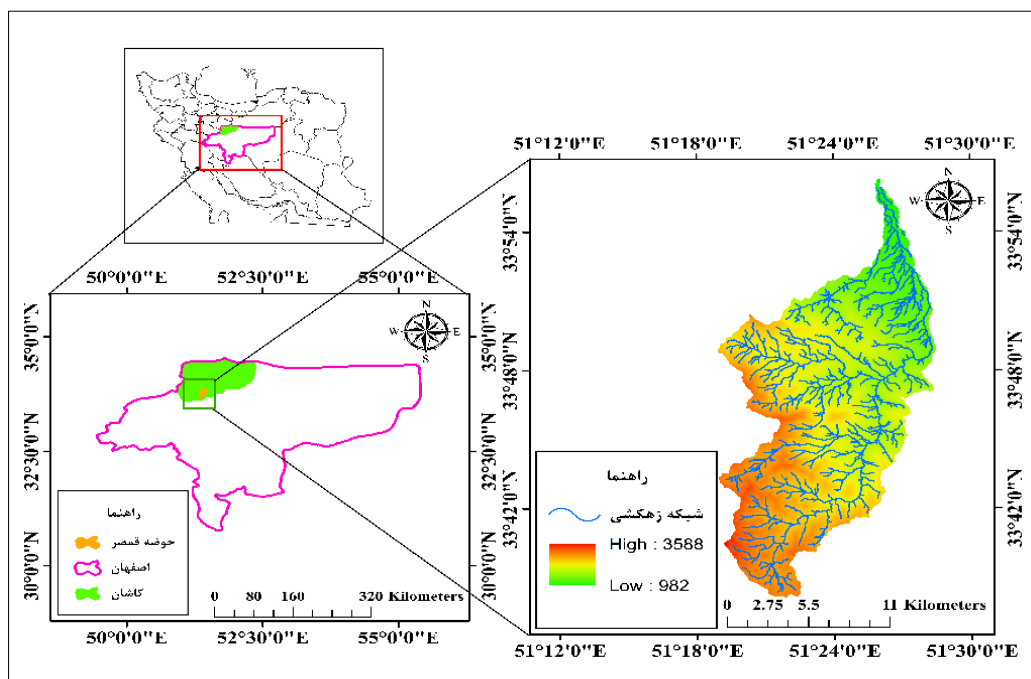 51°12'0"E 51°18'0"E 51°24'0"E 51°30'0"E
N
W E
S
33°54'0"N 33°54'0"N
33°48'0"N 33°48'0"N
33°42'0"N 33°42'0"N
راهنما
شبکه زهکشی
High : 3588
Low : 982
0 2.75 5.5 11 Kilometers
51°12'0"E 51°18'0"E 51°24'0"E 51°30'0"E
50°0'0"E 52°30'0"E 55°0'0"E
N
W E
S
35°0'0"N 35°0'0"N
32°30'0"N 32°30'0"N
30°0'0"N 30°0'0"N
راهنما
حوضه قمصر
اصفهان
کاشان
0 80 160 320 Kilometers
50°0'0"E 52°30'0"E 55°0'0"E